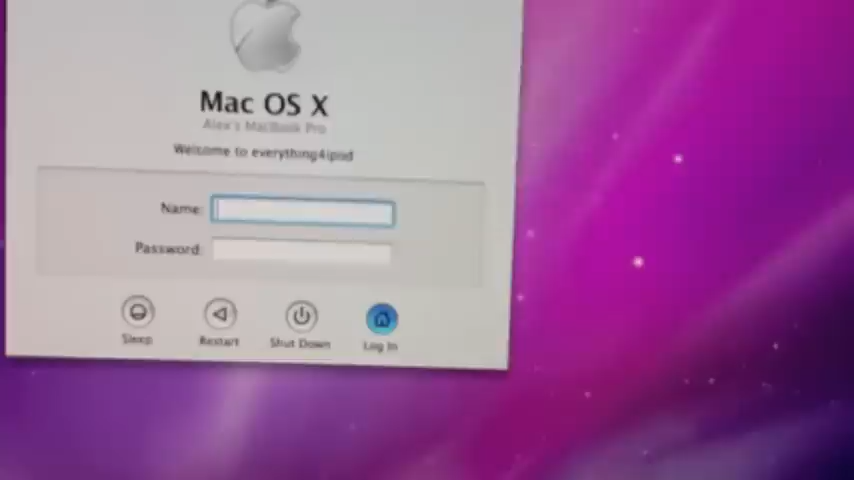 Mac OS X
Alex's MacBook Pro
Welcome to everything4ipod
Name:
Password:
Sleep
Restart
Shut Down
Log In